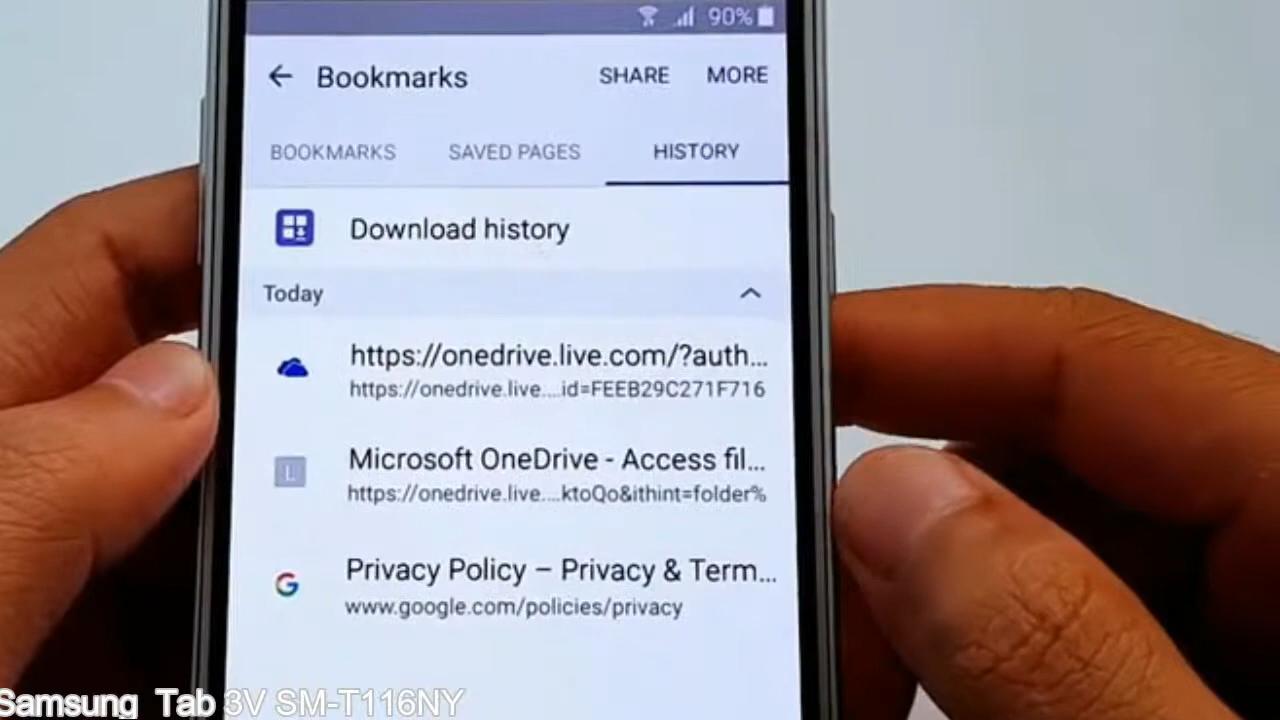 90%
Bookmarks SHARE MORE
BOOKMARKS SAVED PAGES HISTORY
Download history
Today
https://onedrive.live.com/?auth...
https://onedrive.live....id=FEEB29C271F716
L
Microsoft OneDrive - Access fil...
https://onedrive.live....ktoQo&ithint=folder%
G
Privacy Policy – Privacy & Term...
www.google.com/policies/privacy
Samsung Tab 3V SM-T116NY